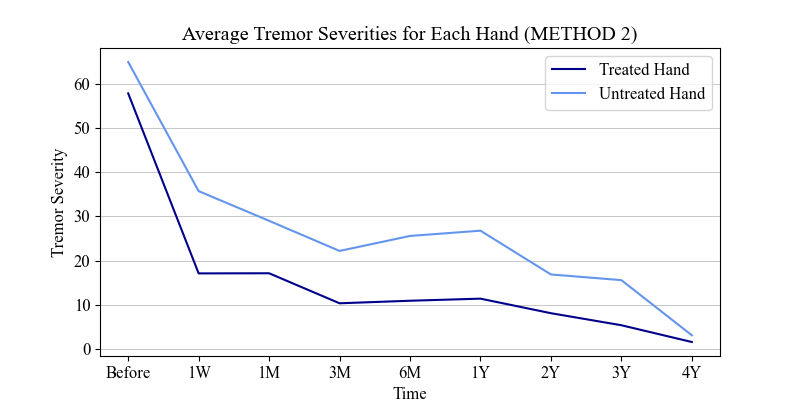 Average Tremor Severities for Each Hand (METHOD 2)
Treated Hand
Untreated Hand
Tremor Severity
60
50
40
30
20
10
0
Before 1W 1M 3M 6M 1Y 2Y 3Y 4Y
Time